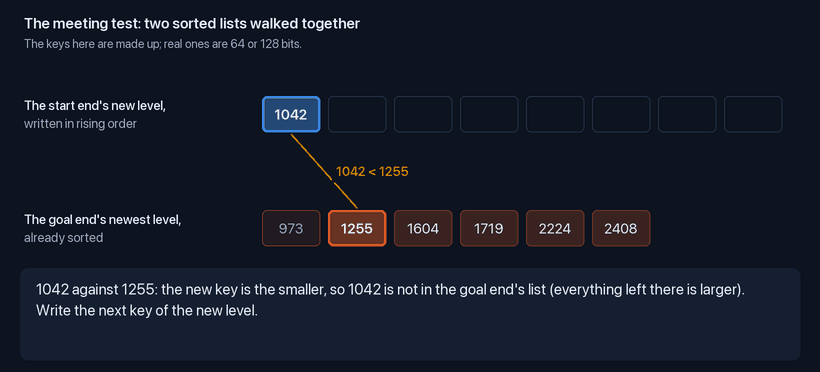 The meeting test: two sorted lists walked together
The keys here are made up; real ones are 64 or 128 bits.
The start end's new level,
written in rising order
1042
1042 < 1255
The goal end's newest level,
already sorted
973 1255 1604 1719 2224 2408
1042 against 1255: the new key is the smaller, so 1042 is not in the goal end's list (everything left there is larger).
Write the next key of the new level.